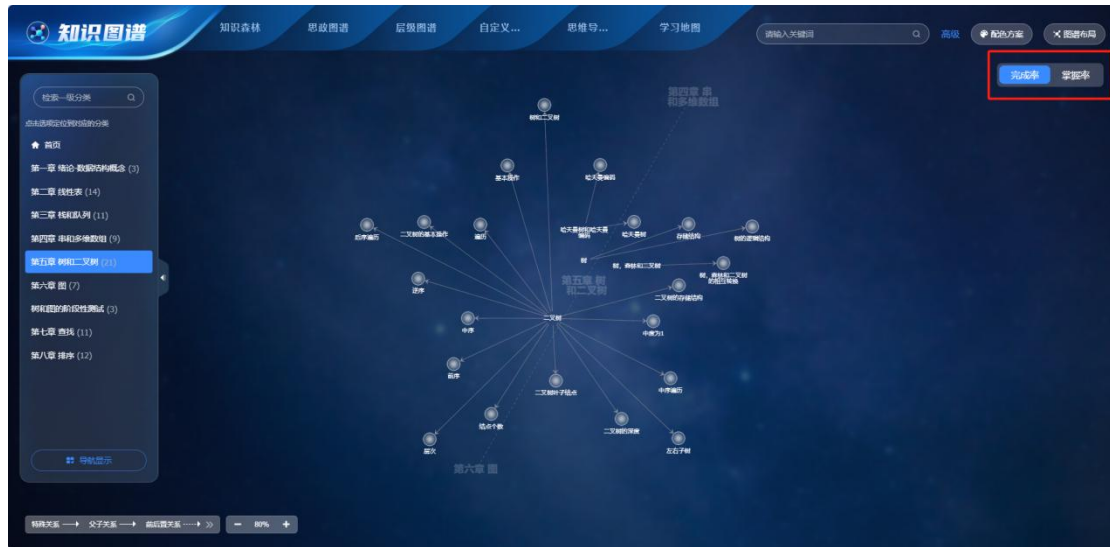 知识图谱
知识森林
思政图谱
层级图谱
自定义...
思维导...
学习地图
请输入关键词
高级
配色方案
图谱布局
完成率
掌握率
检索一级分类
点击选项定位到对应的分类
首页
第一章 绪论-数据结构概念 (3)
第二章 线性表 (14)
第三章 栈和队列 (11)
第四章 串和多维数组 (9)
第五章 树和二叉树 (21)
第六章 图 (7)
树和图的阶段性测试 (3)
第七章 查找 (11)
第八章 排序 (12)
导航显示
第四章 串
和多维数组
树和二叉树
基本操作
哈夫曼编码
后序遍历
二叉树的基本操作
遍历
哈夫曼树和哈夫曼
编码
哈夫曼树
存储结构
树的逻辑结构
树
树、森林和二叉树
树、森林和二叉树
的相互转换
第五章 树
和二叉树
逆序
二叉树的存储结构
中序
二叉树
中度为1
前序
二叉树叶子结点
中序遍历
结点个数
二叉树的深度
层次
左右子树
第六章 图
特殊关系
父子关系
前后置关系
80%